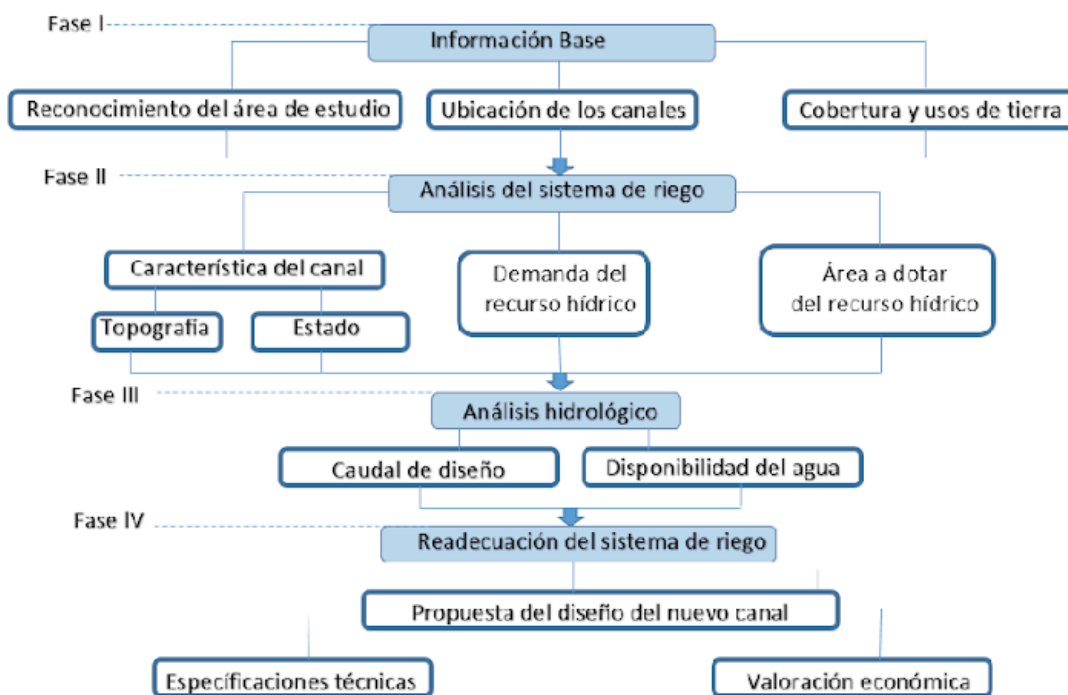 Fase I
Información Base
Reconocimiento del área de estudio
Ubicación de los canales
Cobertura y usos de tierra
Fase II
Análisis del sistema de riego
Característica del canal
Demanda del
recurso hídrico
Área a dotar
del recurso hídrico
Topografía
Estado
Fase III
Análisis hidrológico
Caudal de diseño
Disponibilidad del agua
Fase IV
Readecuación del sistema de riego
Propuesta del diseño del nuevo canal
Específicaciones técnicas
Valoración económica